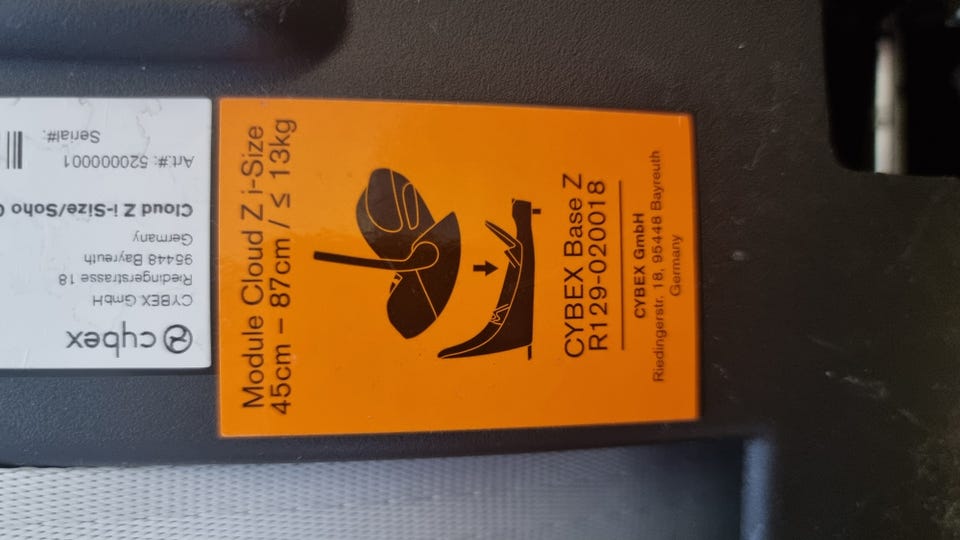 Module Cloud Z i-Size
45cm – 87cm / ≤ 13kg
CYBEX Base Z
R129-020018
CYBEX GmbH
Riedingerstr. 18, 95448 Bayreuth
Germany
cybex
CYBEX GmbH
Riedingerstrasse 18
95448 Bayreuth
Germany
Cloud Z i-Size/Soho
Art.#: 520000001
Serial#: